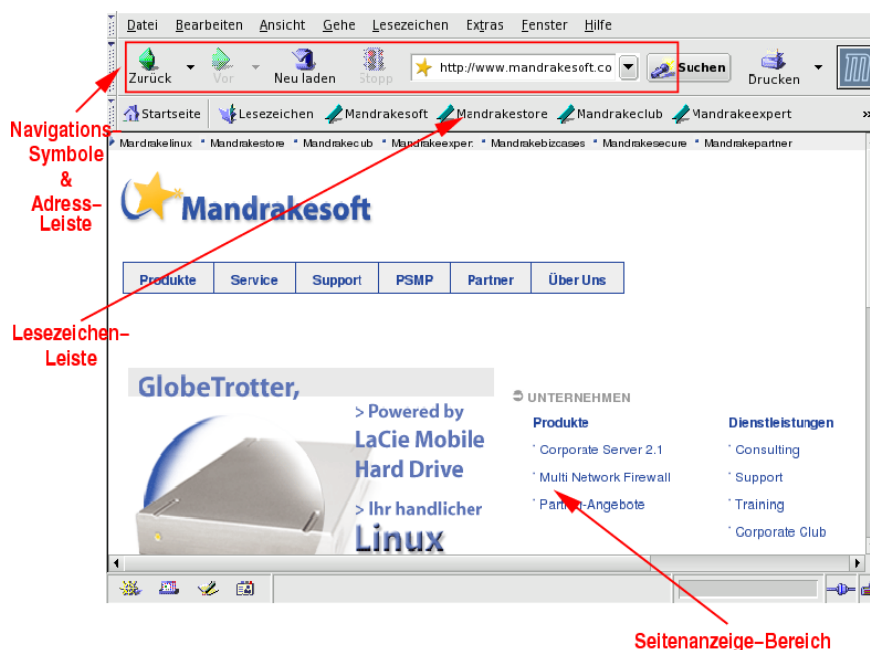 Datei Bearbeiten Ansicht Gehe Lesezeichen Extras Fenster Hilfe
Zurück Vor Neu laden Stopp http://www.mandrakesoft.co Suchen Drucken
Startseite Lesezeichen Mandrakesoft Mandrakestore Mandrakeclub Mandrakeexpert »
Mandrakelinux Mandrakestore Mandrakeclub Mandrakeexper: Mandrakebizcases Mandrakesecure Mandrakepartner
Navigations-
Symbole
&
Adress-
Leiste
Mandrakesoft
Produkte Service Support PSMP Partner Über Uns
Lesezeichen-
Leiste
GlobeTrotter,
> Powered by
LaCie Mobile
Hard Drive
> Ihr handlicher
Linux
UNTERNEHMEN
Produkte
Corporate Server 2.1
Multi Network Firewall
Partner-Angebote
Dienstleistungen
Consulting
Support
Training
Corporate Club
Seitenanzeige-Bereich